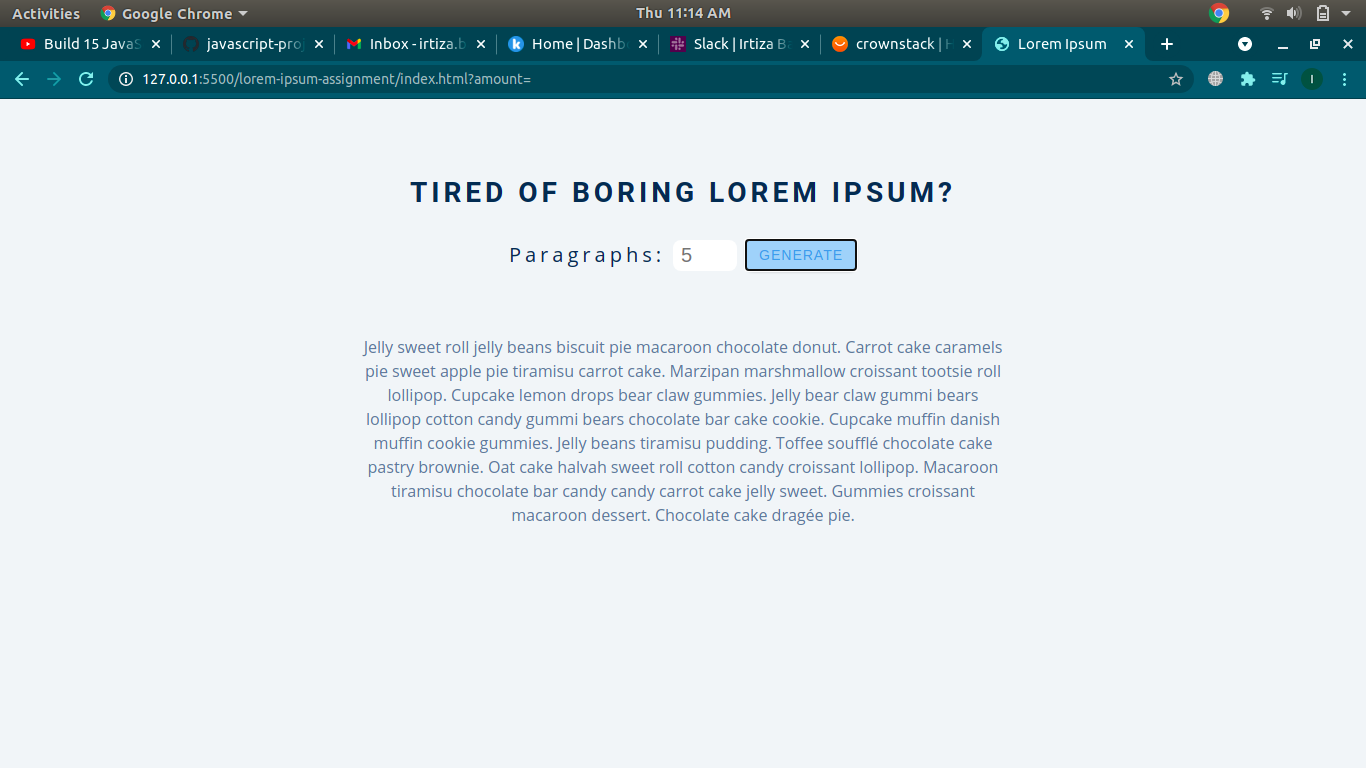 Activities Google Chrome Thu 11:14 AM
Build 15 JavaS javascript-proj Inbox - irtiza.b Home | Dashbo Slack | Irtiza Ba crownstack | H Lorem Ipsum
127.0.0.1:5500/lorem-ipsum-assignment/index.html?amount= I
TIRED OF BORING LOREM IPSUM?
Paragraphs: 5 GENERATE
Jelly sweet roll jelly beans biscuit pie macaroon chocolate donut. Carrot cake caramels
pie sweet apple pie tiramisu carrot cake. Marzipan marshmallow croissant tootsie roll
lollipop. Cupcake lemon drops bear claw gummies. Jelly bear claw gummi bears
lollipop cotton candy gummi bears chocolate bar cake cookie. Cupcake muffin danish
muffin cookie gummies. Jelly beans tiramisu pudding. Toffee soufflé chocolate cake
pastry brownie. Oat cake halvah sweet roll cotton candy croissant lollipop. Macaroon
tiramisu chocolate bar candy candy carrot cake jelly sweet. Gummies croissant
macaroon dessert. Chocolate cake dragée pie.